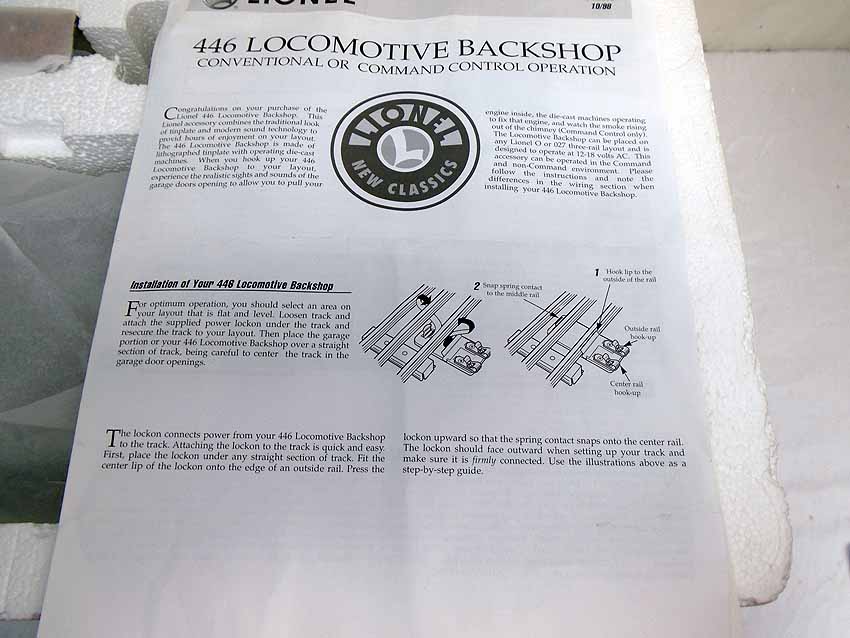 LIONEL
10/98
446 LOCOMOTIVE BACKSHOP
CONVENTIONAL OR COMMAND CONTROL OPERATION
Congratulations on your purchase of the
Lionel 446 Locomotive Backshop. This
Lionel accessory combines the traditional look
of tinplate and modern sound technology to
provid hours of enjoyment on your layout.
The 446 Locomotive Backshop is made of
lithographed tinplate with operating die-cast
machines. When you hook up your 446
Locomotive Backshop to your layout,
experience the realistic sights and sounds of the
garage doors opening to allow you to pull your
LIONEL
L
NEW CLASSICS
engine inside, the die-cast machines operating
to fix that engine, and watch the smoke rising
out of the chimney (Command Control only).
The Locomotive Backshop can be placed on
any Lionel O or 027 three-rail layout and is
designed to operate at 12-18 volts AC. This
accessory can be operated in the Command
and non-Command environment. Please
follow the instructions and note the
differences in the wiring section when
installing your 446 Locomotive Backshop.
Installation of Your 446 Locomotive Backshop
For optimum operation, you should select an area on
your layout that is flat and level. Loosen track and
attach the supplied power lockon under the track and
resecure the track to your layout. Then place the garage
portion or your 446 Locomotive Backshop over a straight
section of track, being careful to center the track in the
garage door openings.
2 Snap spring contact
to the middle rail
1 Hook lip to the
outside of the rail
Outside rail
hook-up
Center rail
hook-up
The lockon connects power from your 446 Locomotive Backshop
to the track. Attaching the lockon to the track is quick and easy.
First, place the lockon under any straight section of track. Fit the
center lip of the lockon onto the edge of an outside rail. Press the
lockon upward so that the spring contact snaps onto the center rail.
The lockon should face outward when setting up your track and
make sure it is firmly connected. Use the illustrations above as a
step-by-step guide.